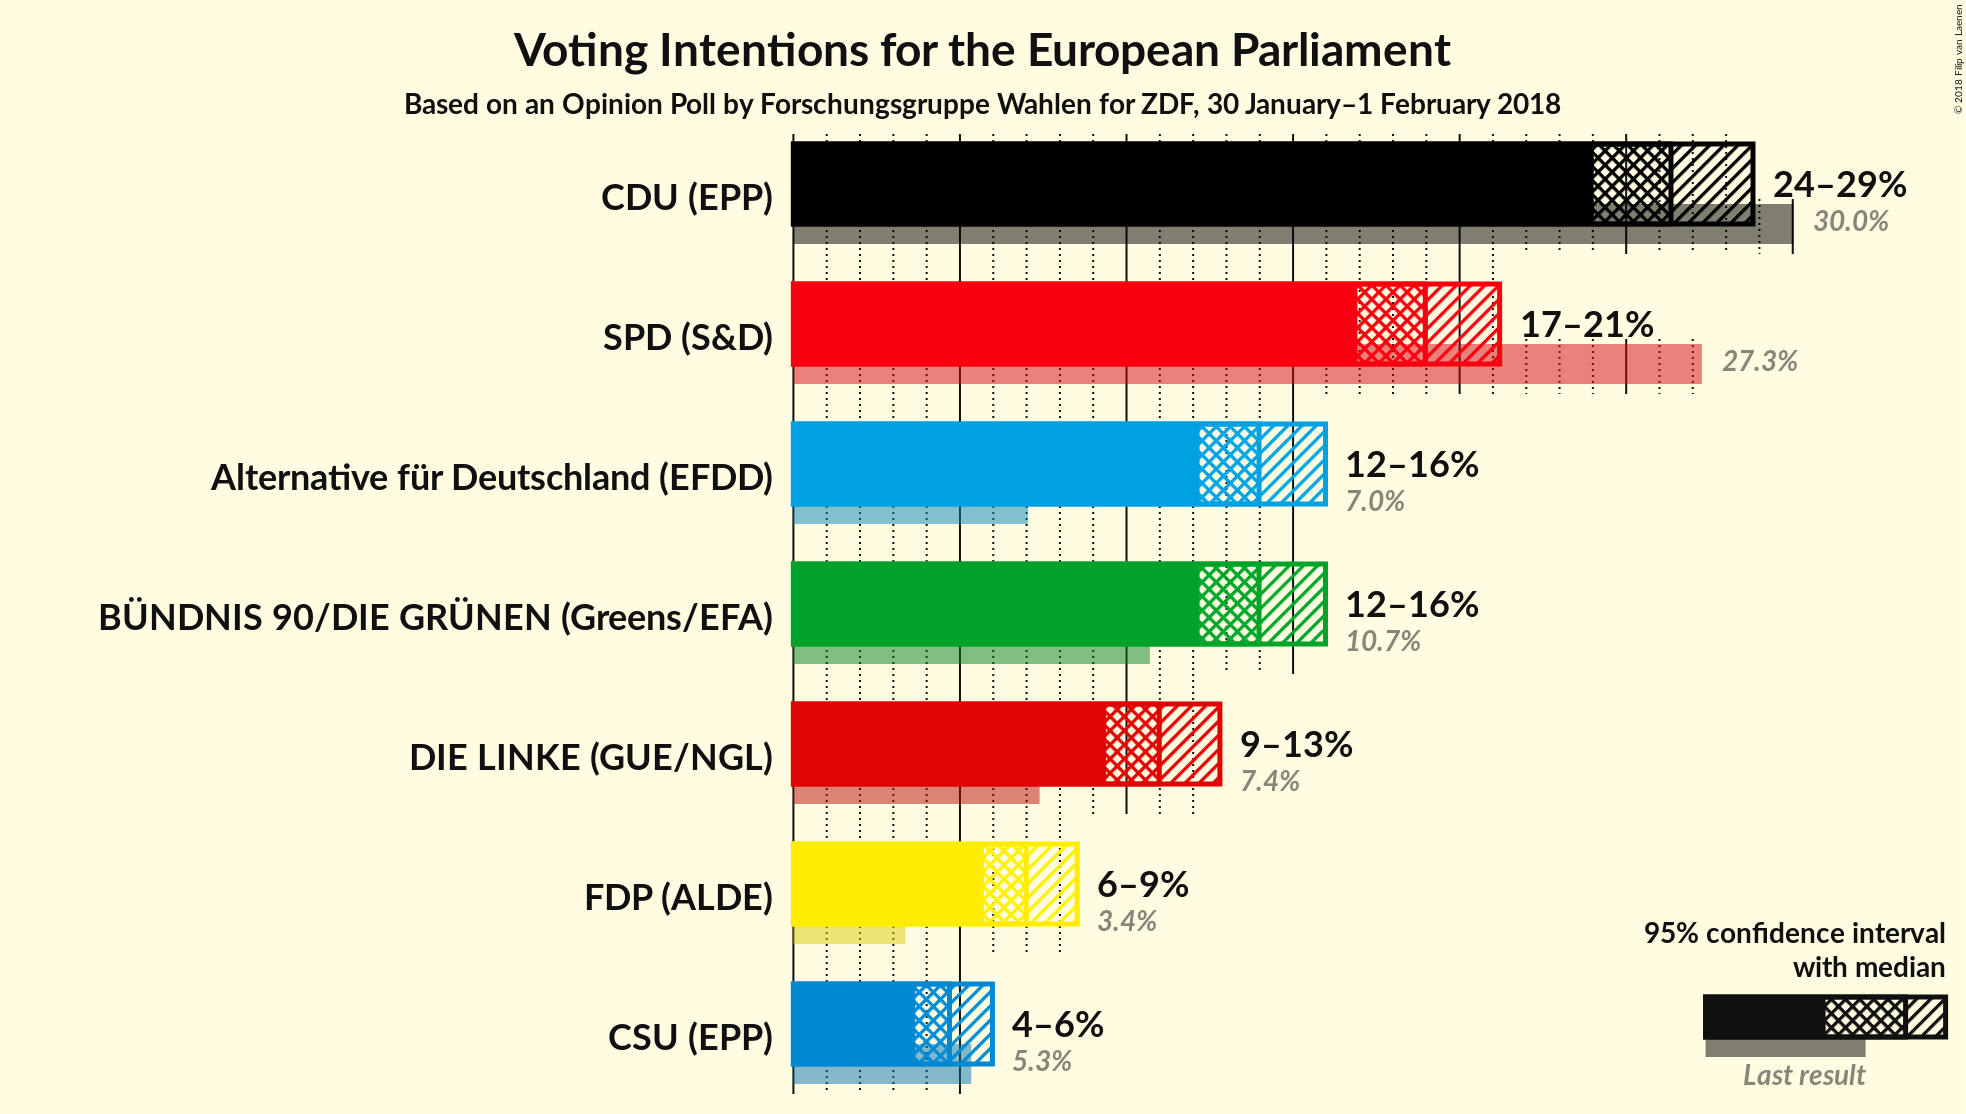 Voting Intentions for the European Parliament
Based on an Opinion Poll by Forschungsgruppe Wahlen for ZDF, 30 January–1 February 2018
© 2018 Filip van Laenen
CDU (EPP)
24–29%
30.0%
SPD (S&D)
17–21%
27.3%
Alternative für Deutschland (EFDD)
12–16%
7.0%
BÜNDNIS 90/DIE GRÜNEN (Greens/EFA)
12–16%
10.7%
DIE LINKE (GUE/NGL)
9–13%
7.4%
FDP (ALDE)
6–9%
3.4%
CSU (EPP)
4–6%
5.3%
95% confidence interval
with median
Last result